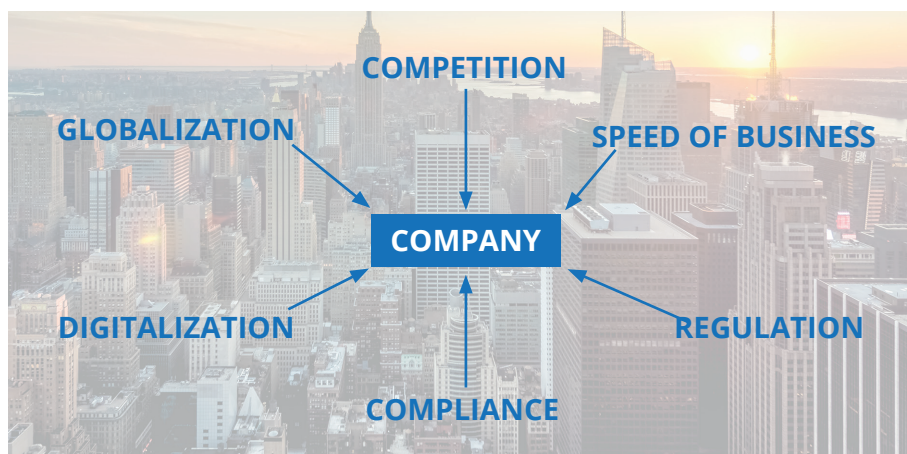 COMPETITION
GLOBALIZATION
SPEED OF BUSINESS
COMPANY
DIGITALIZATION
REGULATION
COMPLIANCE